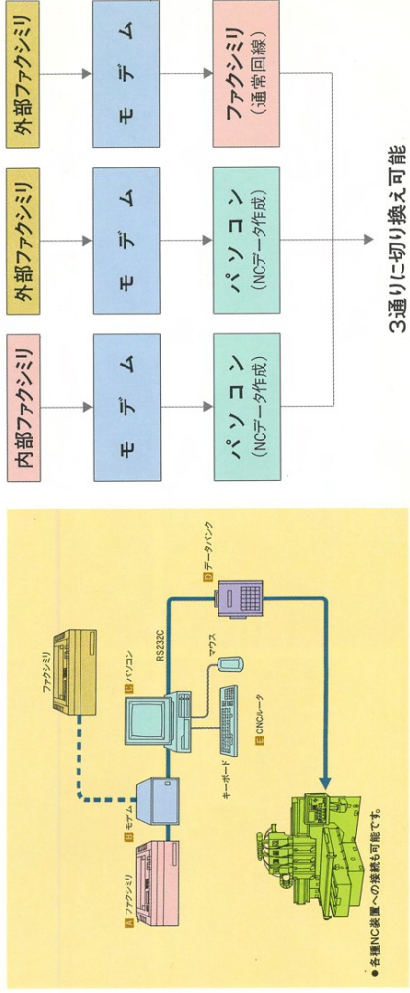 ファクシミリ
A ファクシミリ
B モデム
C パソコン
RS232C
D データバンク
キーボード
マウス
E CNCルータ
●各種NC装置への接続も可能です。
内部ファクシミリ
モデム
パソコン
(NCデータ作成)
外部ファクシミリ
モデム
パソコン
(NCデータ作成)
外部ファクシミリ
モデム
ファクシミリ
(通常回線)
3通りに切り換え可能